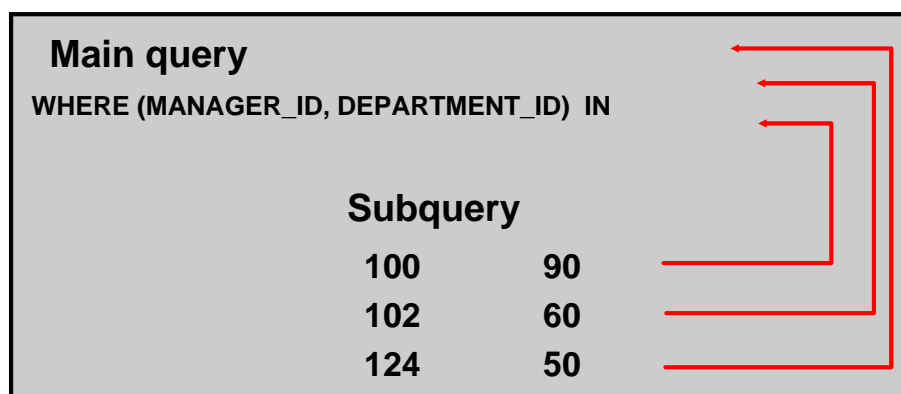 Main query
WHERE (MANAGER_ID, DEPARTMENT_ID) IN
Subquery
100 90
102 60
124 50